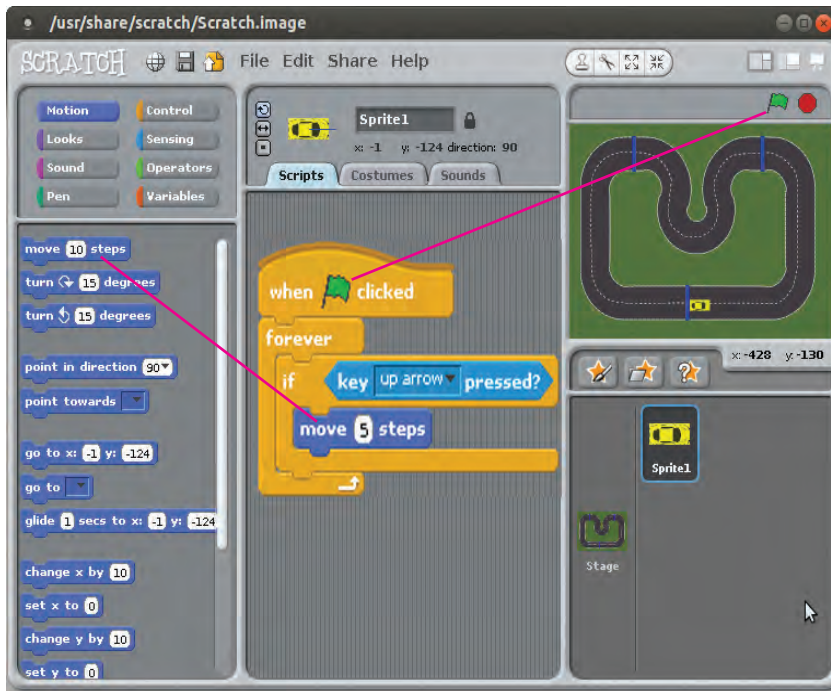 /usr/share/scratch/Scratch.image
SCRATCH File Edit Share Help
Motion Control
Looks Sensing
Sound Operators
Pen Variables
move 10 steps
turn 15 degrees
turn 15 degrees
point in direction 90
point towards
go to x: -1 y: -124
go to
glide 1 secs to x: -1 y: -124
change x by 10
set x to 0
change y by 10
set y to 0
Sprite1
x: -1 y: -124 direction: 90
Scripts Costumes Sounds
when clicked
forever
if key up arrow pressed?
move 5 steps
x: -428 y: -130
Sprite1
Stage